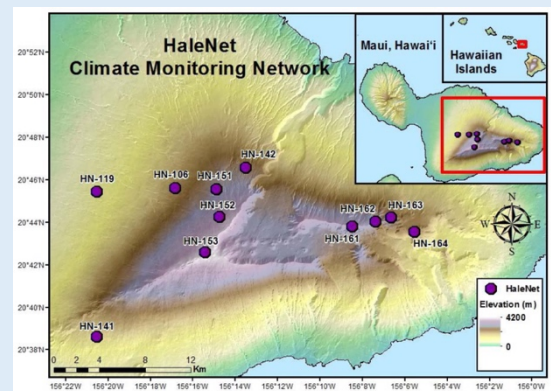 HaleNet
Climate Monitoring Network
Maui, Hawai'i
Hawaiian
Islands
20°52'N
20°50'N
20°48'N
20°46'N
20°44'N
20°42'N
20°40'N
20°38'N
HN-142
HN-119
HN-106
HN-151
HN-152
HN-162
HN-163
HN-153
HN-161
HN-164
HN-141
N
W
E
S
HaleNet
Elevation (m)
4200
0
0 2 4 8 12
Km
156°22'W 156°20'W 156°18'W 156°16'W 156°14'W 156°12'W 156°10'W 156°8'W 156°6'W 156°4'W 156°2'W 156°0'W